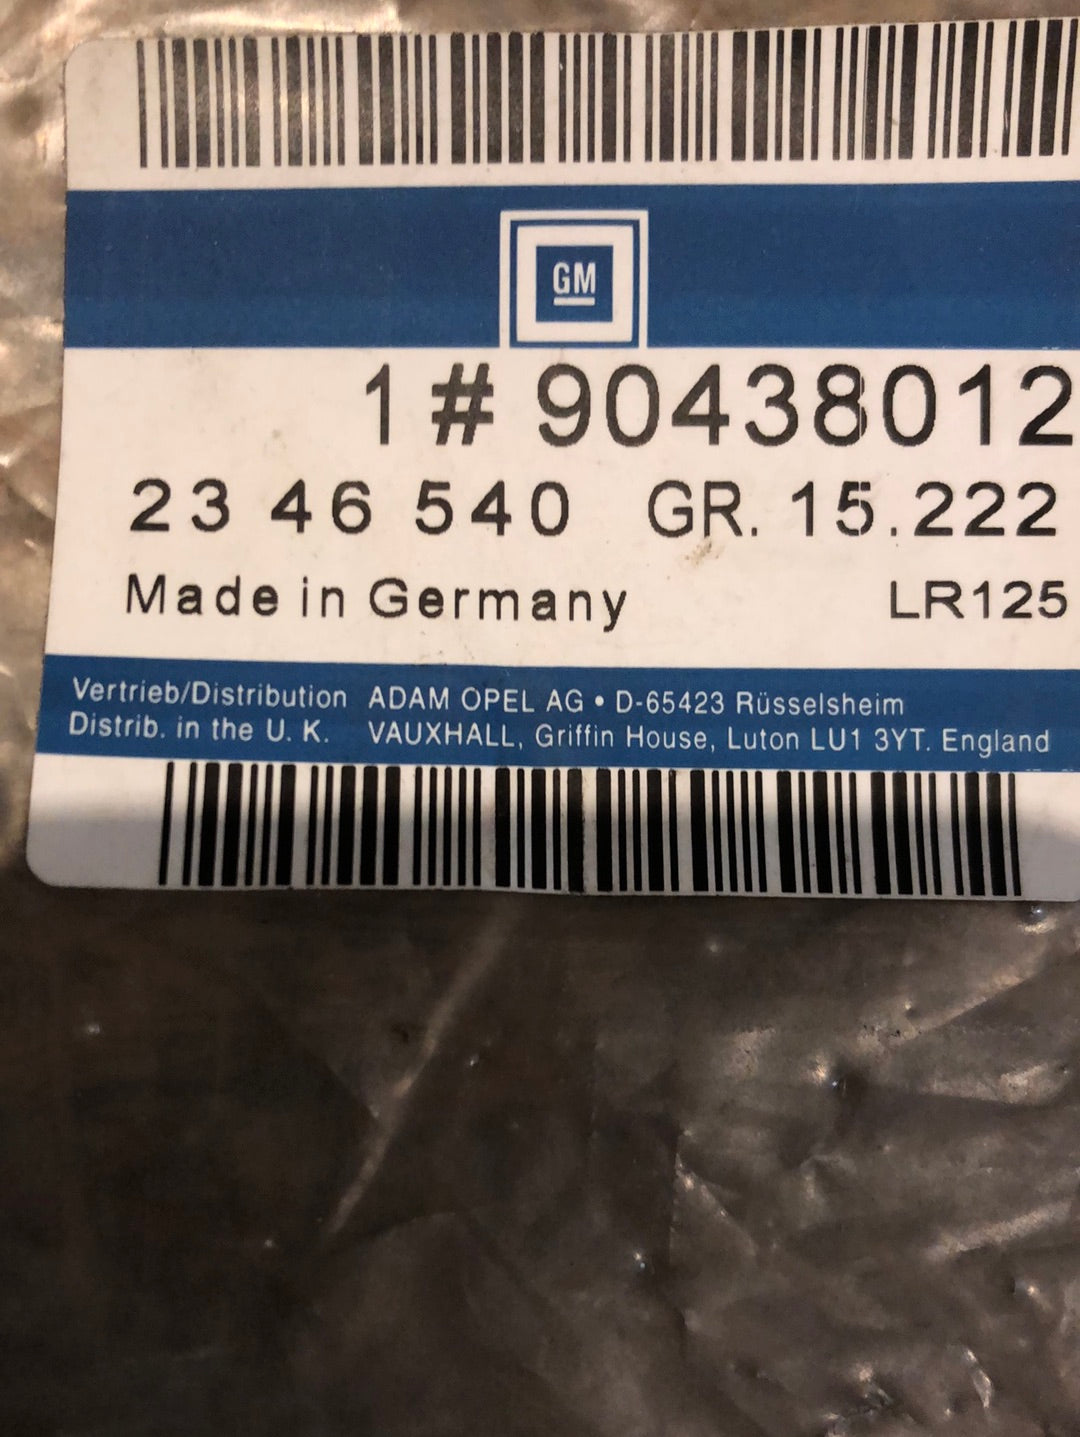 GM
1 # 90438012
23 46 540 GR. 15.222
Made in Germany LR125
Vertrieb/Distribution ADAM OPEL AG • D-65423 Rüsselsheim
Distrib. in the U. K. VAUXHALL, Griffin House, Luton LU1 3YT. England